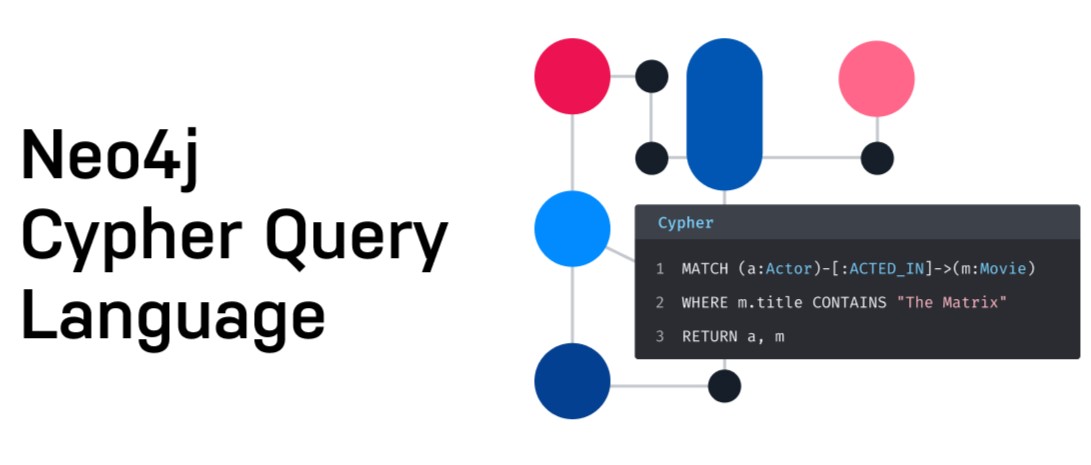 Neo4j
Cypher Query
Language
Cypher
1 MATCH (a:Actor)-[:ACTED_IN]->(m:Movie)
2 WHERE m.title CONTAINS "The Matrix"
3 RETURN a, m